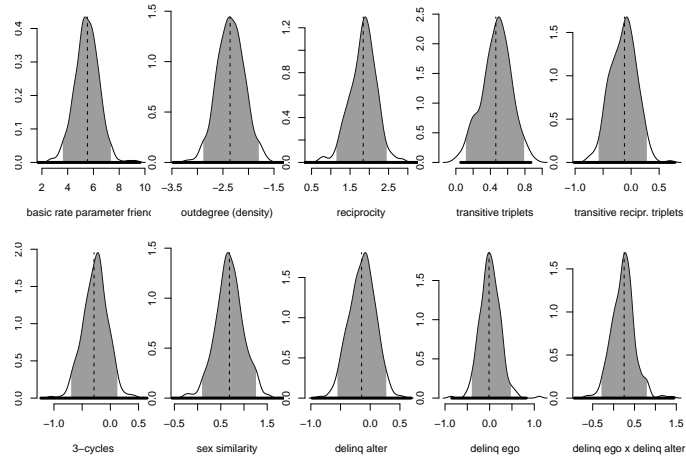 0.0 0.1 0.2 0.3 0.4
2 4 6 8 10
basic rate parameter frienc
0.0 0.5 1.0 1.5
−3.5 −2.5 −1.5
outdegree (density)
0.0 0.4 0.8 1.2
0.5 1.5 2.5
reciprocity
0.0 0.5 1.0 1.5 2.0 2.5
0.0 0.4 0.8
transitive triplets
0.0 0.5 1.0 1.5
−1.0 0.0 0.5
transitive recipr. triplets
0.0 0.5 1.0 1.5 2.0
−1.0 0.0 0.5
3−cycles
0.0 0.5 1.0 1.5
−0.5 0.5 1.5
sex similarity
0.0 0.5 1.0 1.5
−1.0 0.0 0.5
delinq alter
0.0 0.5 1.0 1.5
−1.0 0.0 1.0
delinq ego
0.0 0.5 1.0 1.5
−0.5 0.5 1.5
delinq ego x delinq alter